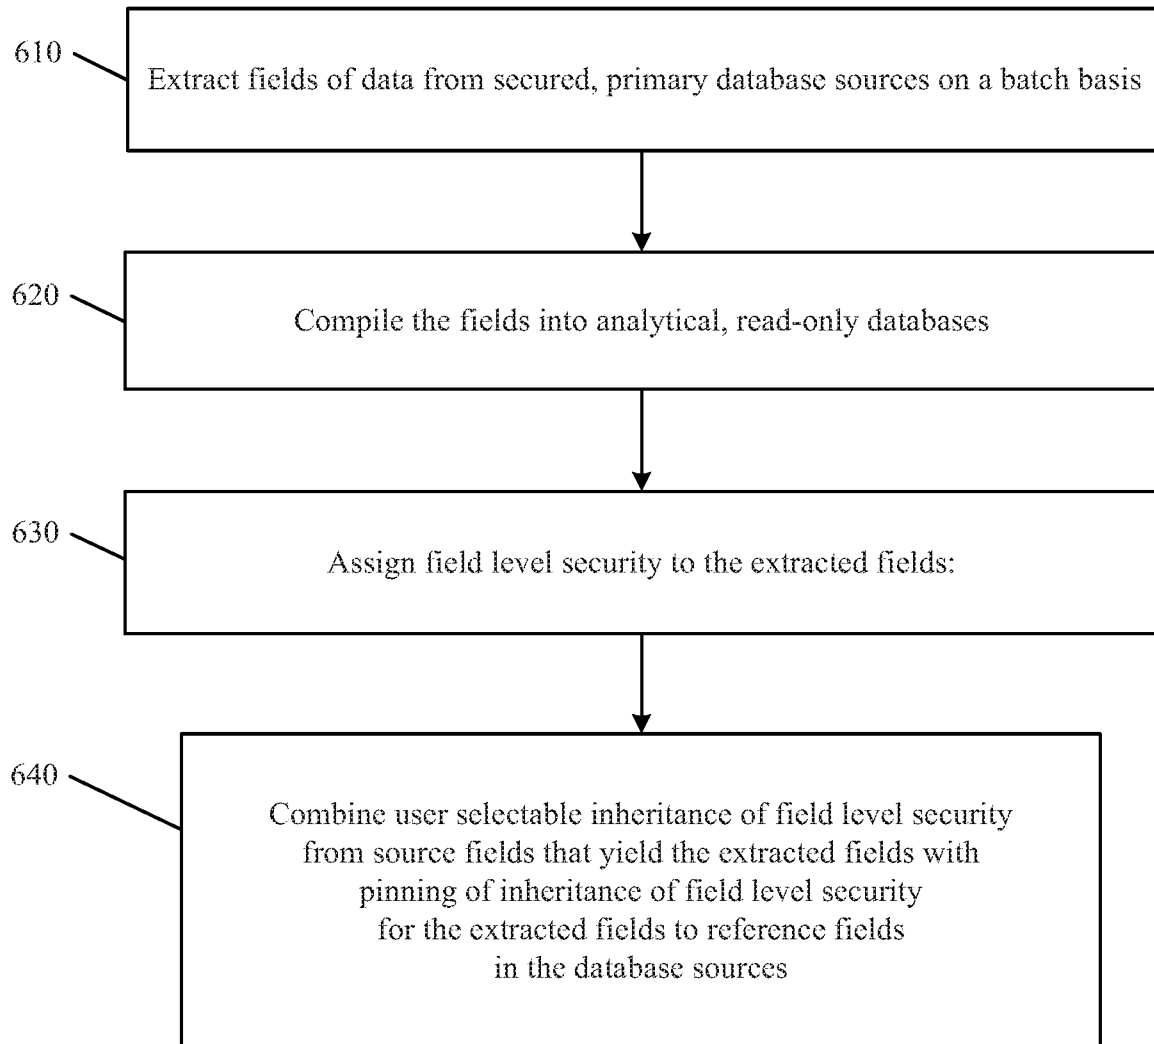 610
Extract fields of data from secured, primary database sources on a batch basis
620
Compile the fields into analytical, read-only databases
630
Assign field level security to the extracted fields:
640
Combine user selectable inheritance of field level security
from source fields that yield the extracted fields with
pinning of inheritance of field level security
for the extracted fields to reference fields
in the database sources